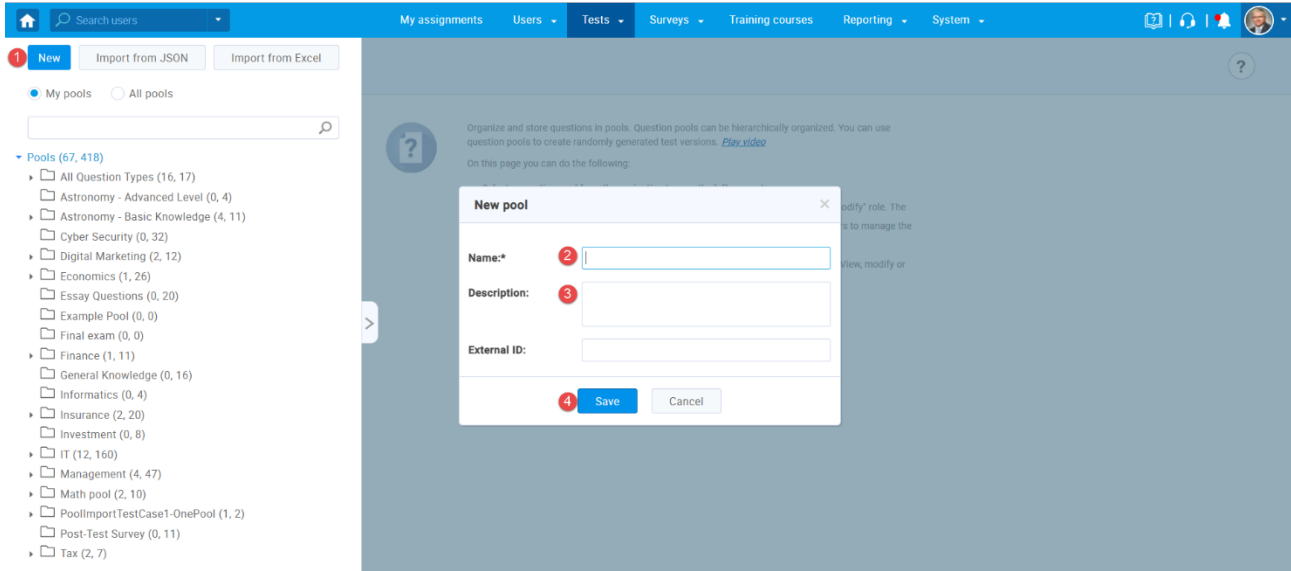 Search users
My assignments
Users
Tests
Surveys
Training courses
Reporting
System
1
New
Import from JSON
Import from Excel
My pools
All pools
Pools (67, 418)
All Question Types (16, 17)
Astronomy - Advanced Level (0, 4)
Astronomy - Basic Knowledge (4, 11)
Cyber Security (0, 32)
Digital Marketing (2, 12)
Economics (1, 26)
Essay Questions (0, 20)
Example Pool (0, 0)
Final exam (0, 0)
Finance (1, 11)
General Knowledge (0, 16)
Informatics (0, 4)
Insurance (2, 20)
Investment (0, 8)
IT (12, 160)
Management (4, 47)
Math pool (2, 10)
PoolImportTestCase1-OnePool (1, 2)
Post-Test Survey (0, 11)
Tax (2, 7)
?
?
Organize and store questions in pools. Question pools can be hierarchically organized. You can use
question pools to create randomly generated test versions. Play video
On this page you can do the following:
odify" role. The
rs to manage the
View, modify or
New pool
Name:*
2
Description:
3
External ID:
4
Save
Cancel